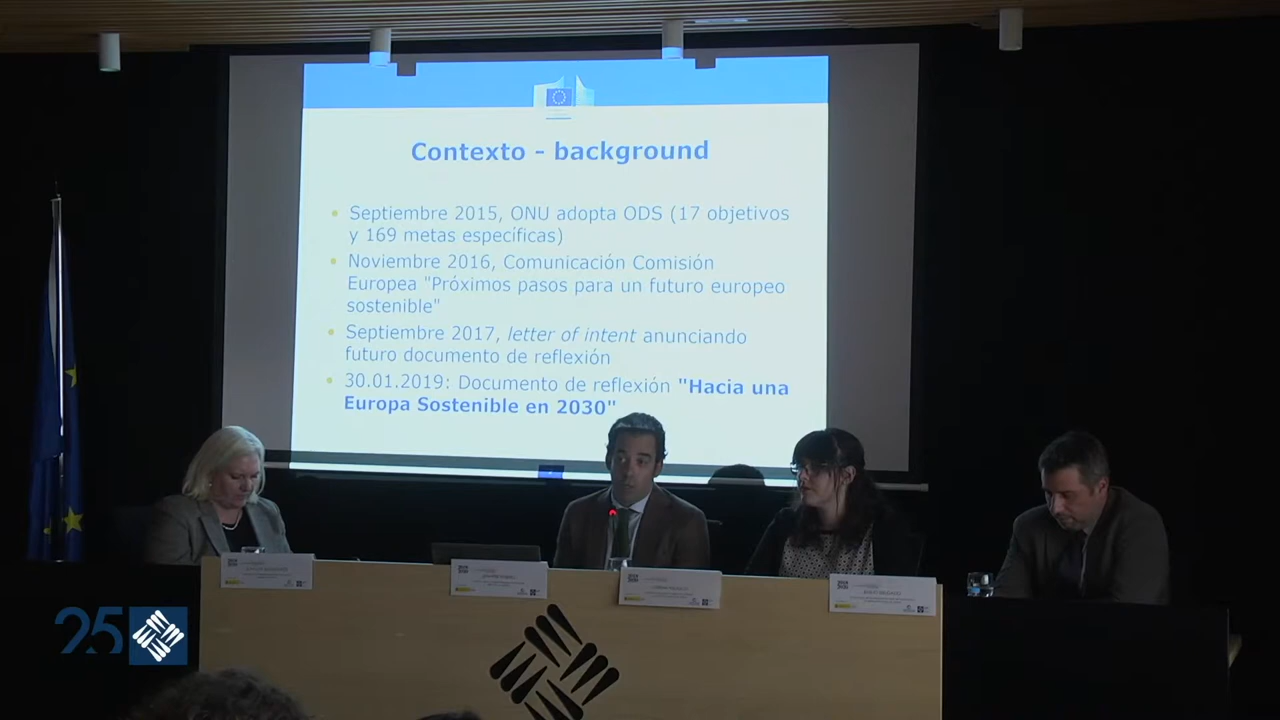 Contexto - background
• Septiembre 2015, ONU adopta ODS (17 objetivos
y 169 metas específicas)
• Noviembre 2016, Comunicación Comisión
Europea "Próximos pasos para un futuro europeo
sostenible"
• Septiembre 2017, letter of intent anunciando
futuro documento de reflexión
• 30.01.2019: Documento de reflexión "Hacia una
Europa Sostenible en 2030"
25